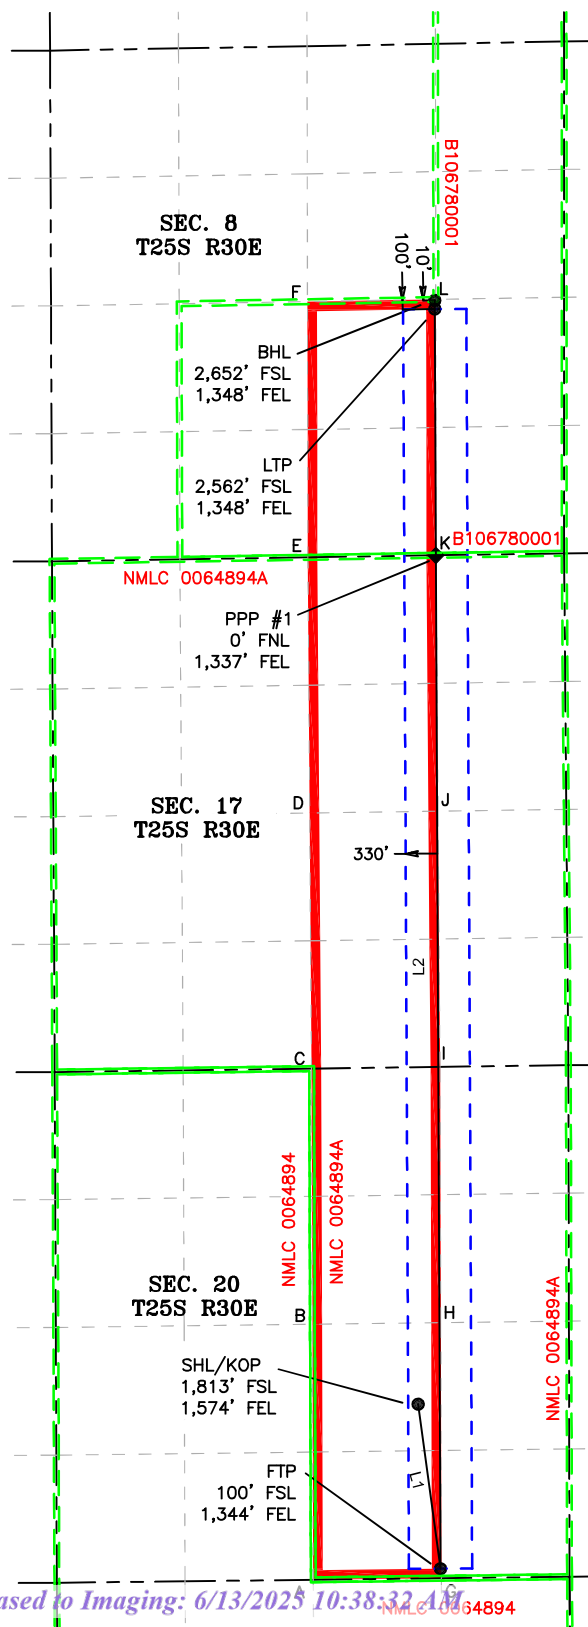 B106780001
SEC. 8
T25S R30E
100'
10'
F
L
BHL
2,652' FSL
1,348' FEL
LTP
2,562' FSL
1,348' FEL
E
K
B106780001
NMLC 0064894A
PPP #1
0' FNL
1,337' FEL
D
J
SEC. 17
T25S R30E
330'
L2
C
I
NMLC 0064894
NMLC 0064894A
SEC. 20
T25S R30E
B
H
NMLC 0064894A
SHL/KOP
1,813' FSL
1,574' FEL
FTP
100' FSL
1,344' FEL
L1
A
G
ased to Imaging: 6/13/2025 10:38:32 AM
NMLC 0064894